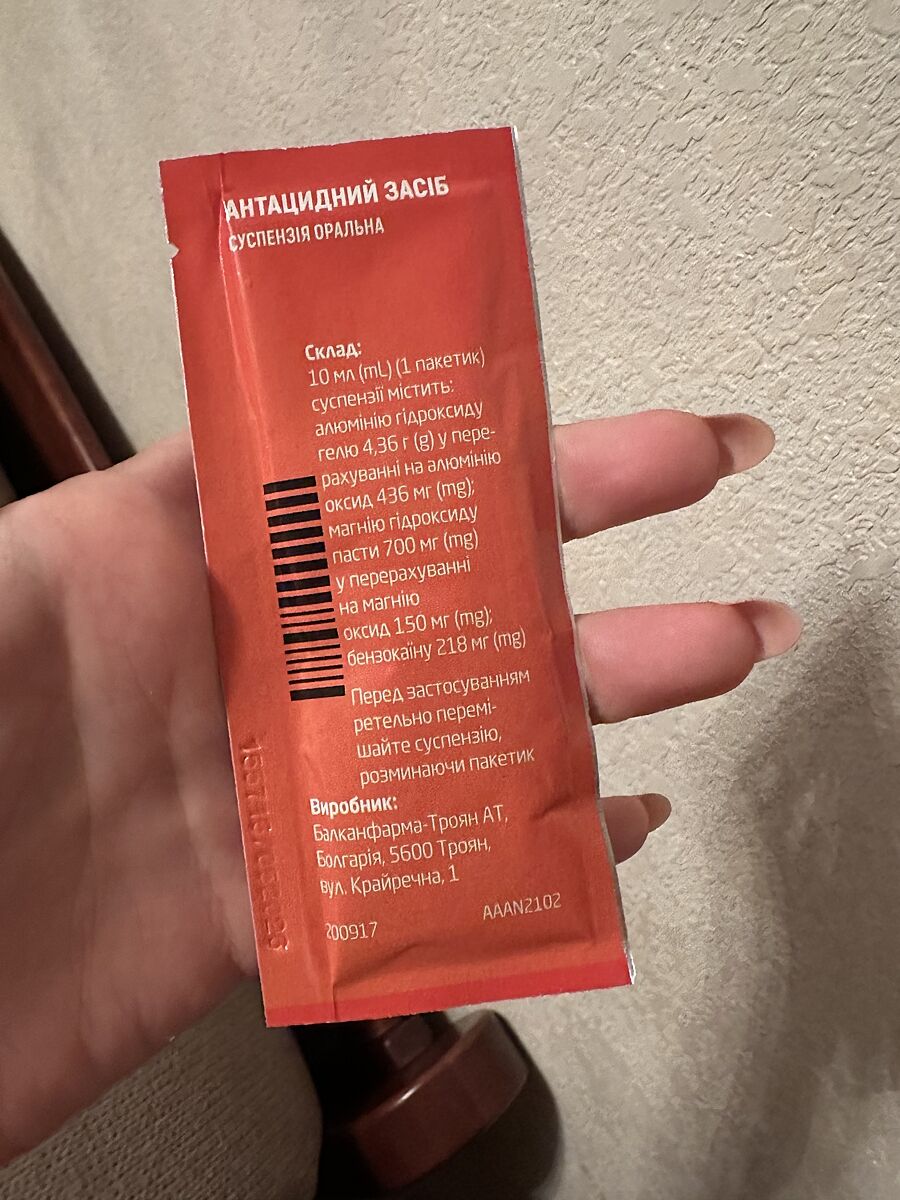 АНТАЦИДНИЙ ЗАСІБ
СУСПЕНЗІЯ ОРАЛЬНА
Склад:
10 мл (mL) (1 пакетик)
суспензії містить:
алюмінію гідроксиду
гелю 4,36 г (g) у пере-
рахуванні на алюмінію
оксид 436 мг (mg);
магнію гідроксиду
пасти 700 мг (mg)
у перерахуванні
на магнію
оксид 150 мг (mg);
бензокаїну 218 мг (mg)
Перед застосуванням
ретельно перемі-
шайте суспензію,
розминаючи пакетик
Виробник:
Балканфарма-Троян АТ,
Болгарія, 5600 Троян,
вул. Крайречна, 1
200917
AAAN2102